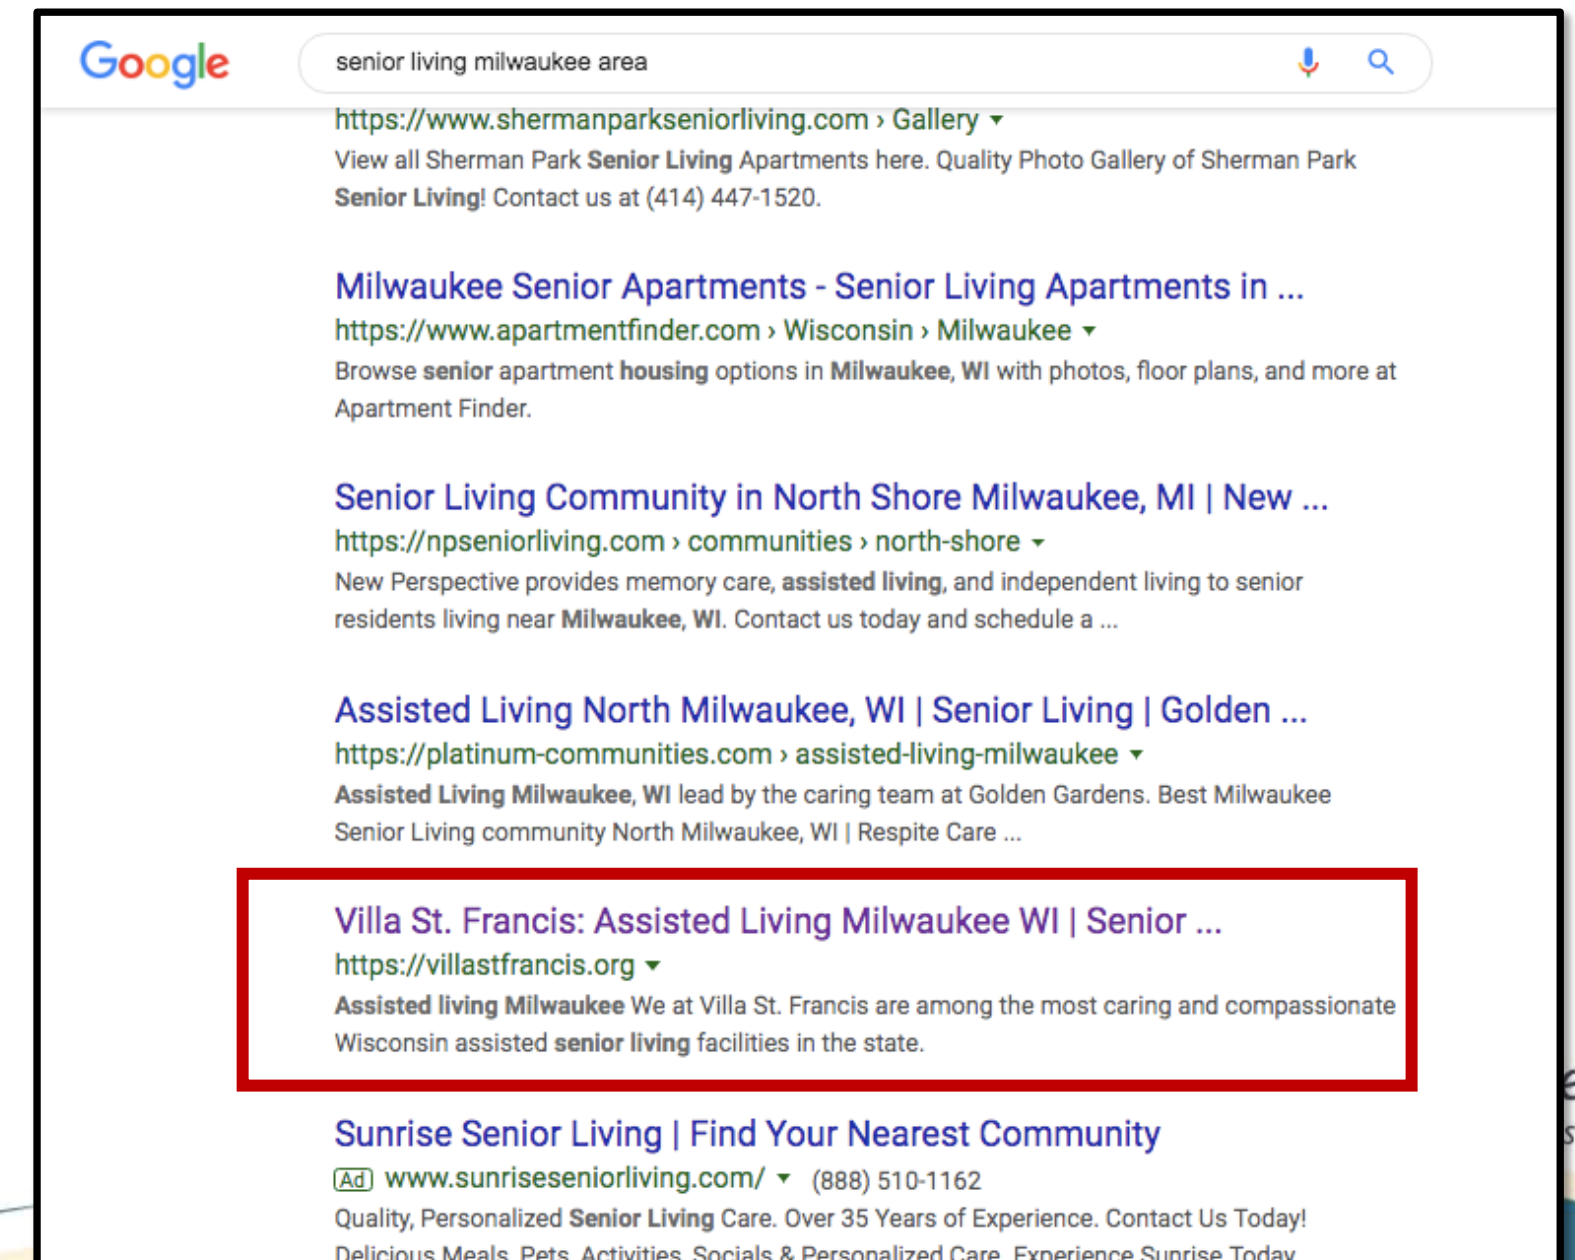 Google
senior living milwaukee area
https://www.shermanparkseniorliving.com › Gallery
View all Sherman Park Senior Living Apartments here. Quality Photo Gallery of Sherman Park
Senior Living! Contact us at (414) 447-1520.
Milwaukee Senior Apartments - Senior Living Apartments in ...
https://www.apartmentfinder.com › Wisconsin › Milwaukee
Browse senior apartment housing options in Milwaukee, WI with photos, floor plans, and more at
Apartment Finder.
Senior Living Community in North Shore Milwaukee, MI | New ...
https://npseniorliving.com › communities › north-shore
New Perspective provides memory care, assisted living, and independent living to senior
residents living near Milwaukee, WI. Contact us today and schedule a ...
Assisted Living North Milwaukee, WI | Senior Living | Golden ...
https://platinum-communities.com › assisted-living-milwaukee
Assisted Living Milwaukee, WI lead by the caring team at Golden Gardens. Best Milwaukee
Senior Living community North Milwaukee, WI | Respite Care ...
Villa St. Francis: Assisted Living Milwaukee WI | Senior ...
https://villastfrancis.org
Assisted living Milwaukee We at Villa St. Francis are among the most caring and compassionate
Wisconsin assisted senior living facilities in the state.
Sunrise Senior Living | Find Your Nearest Community
Ad www.sunriseseniorliving.com/ (888) 510-1162
Quality, Personalized Senior Living Care. Over 35 Years of Experience. Contact Us Today!
Delicious Meals, Pets, Activities, Socials & Personalized Care. Experience Sunrise Today.